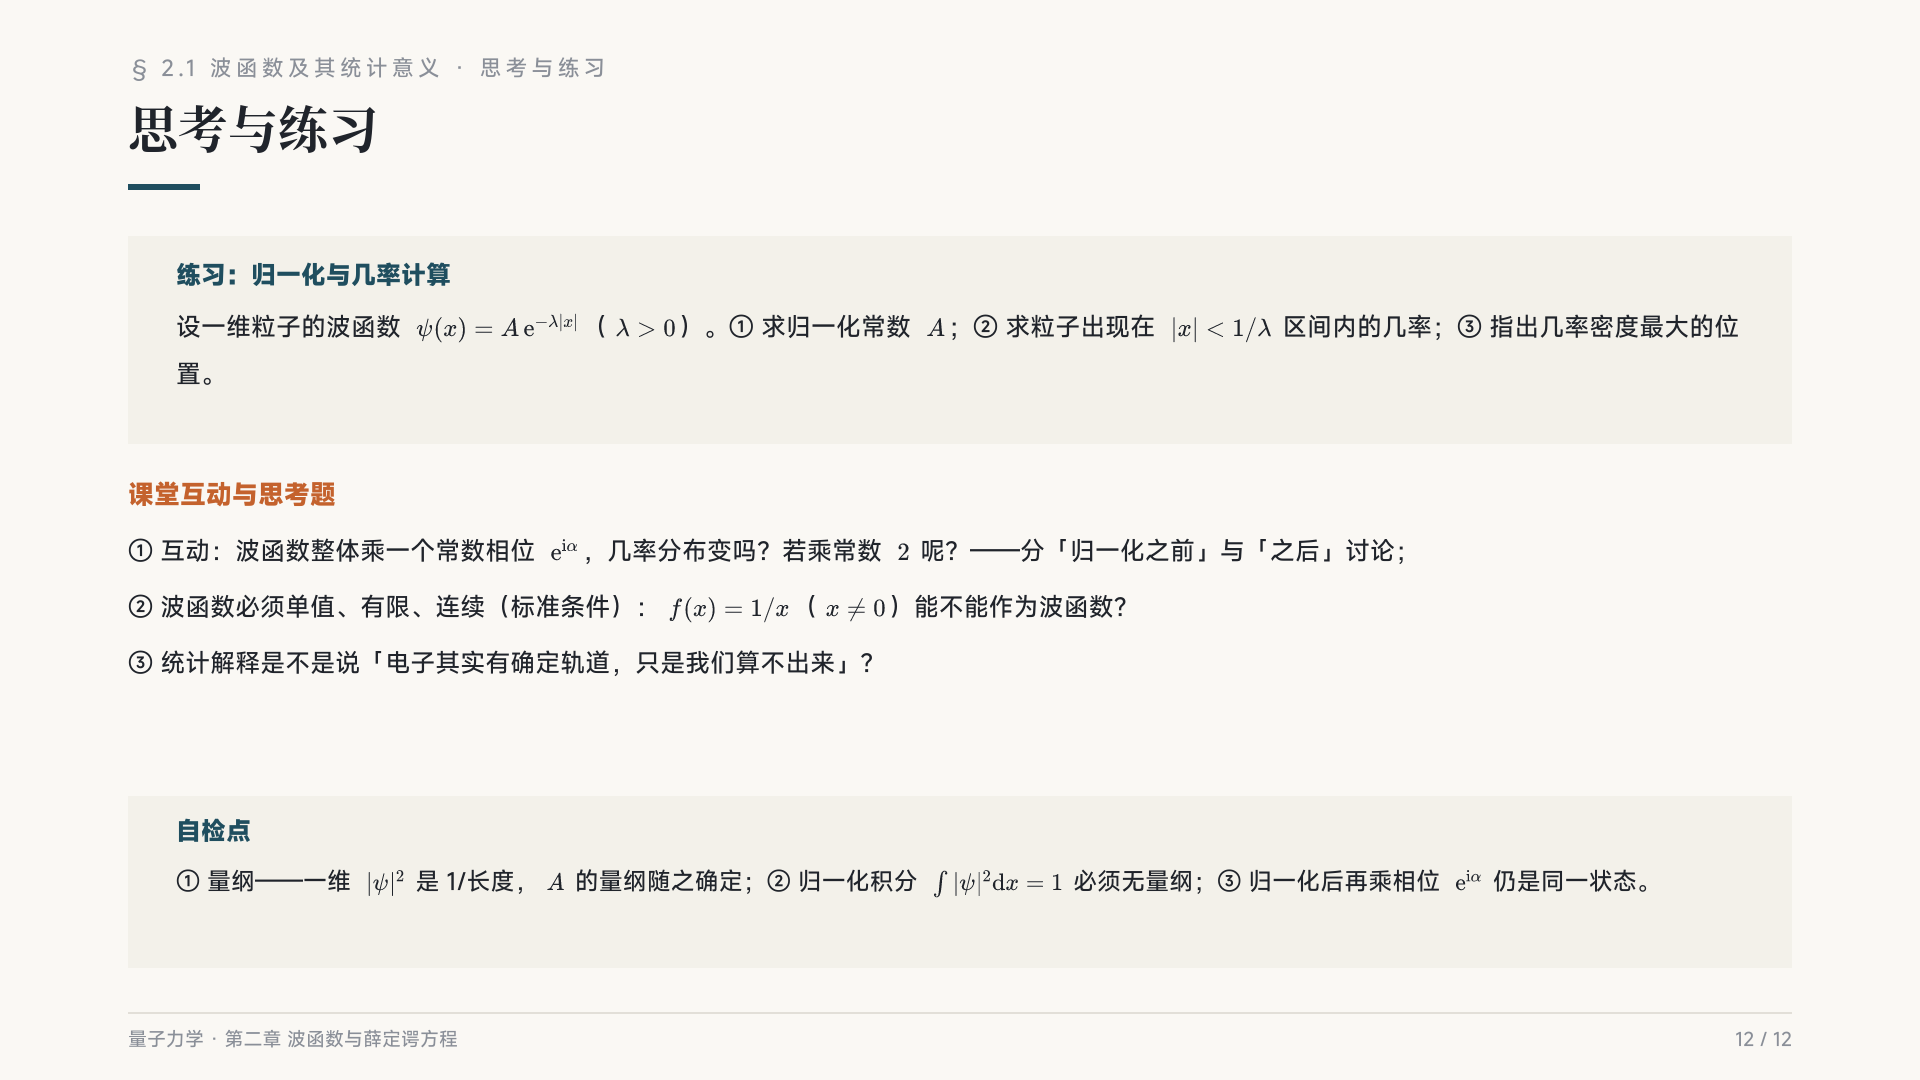 § 2.1 波函数及其统计意义 · 思考与练习
思考与练习
练习：归一化与几率计算
设一维粒子的波函数 ψ(x) = A e^{−λ|x|}（ λ > 0）。① 求归一化常数 A；② 求粒子出现在 |x| < 1/λ 区间内的几率；③ 指出几率密度最大的位
置。
课堂互动与思考题
① 互动：波函数整体乘一个常数相位 e^{iα}，几率分布变吗？若乘常数 2 呢？——分「归一化之前」与「之后」讨论；
② 波函数必须单值、有限、连续（标准条件）： f(x) = 1/x（ x ≠ 0）能不能作为波函数？
③ 统计解释是不是说「电子其实有确定轨道，只是我们算不出来」？
自检点
① 量纲——一维 |ψ|² 是 1/长度， A 的量纲随之确定；② 归一化积分 ∫|ψ|²dx = 1 必须无量纲；③ 归一化后再乘相位 e^{iα} 仍是同一状态。
量子力学 · 第二章 波函数与薛定谔方程
12 / 12